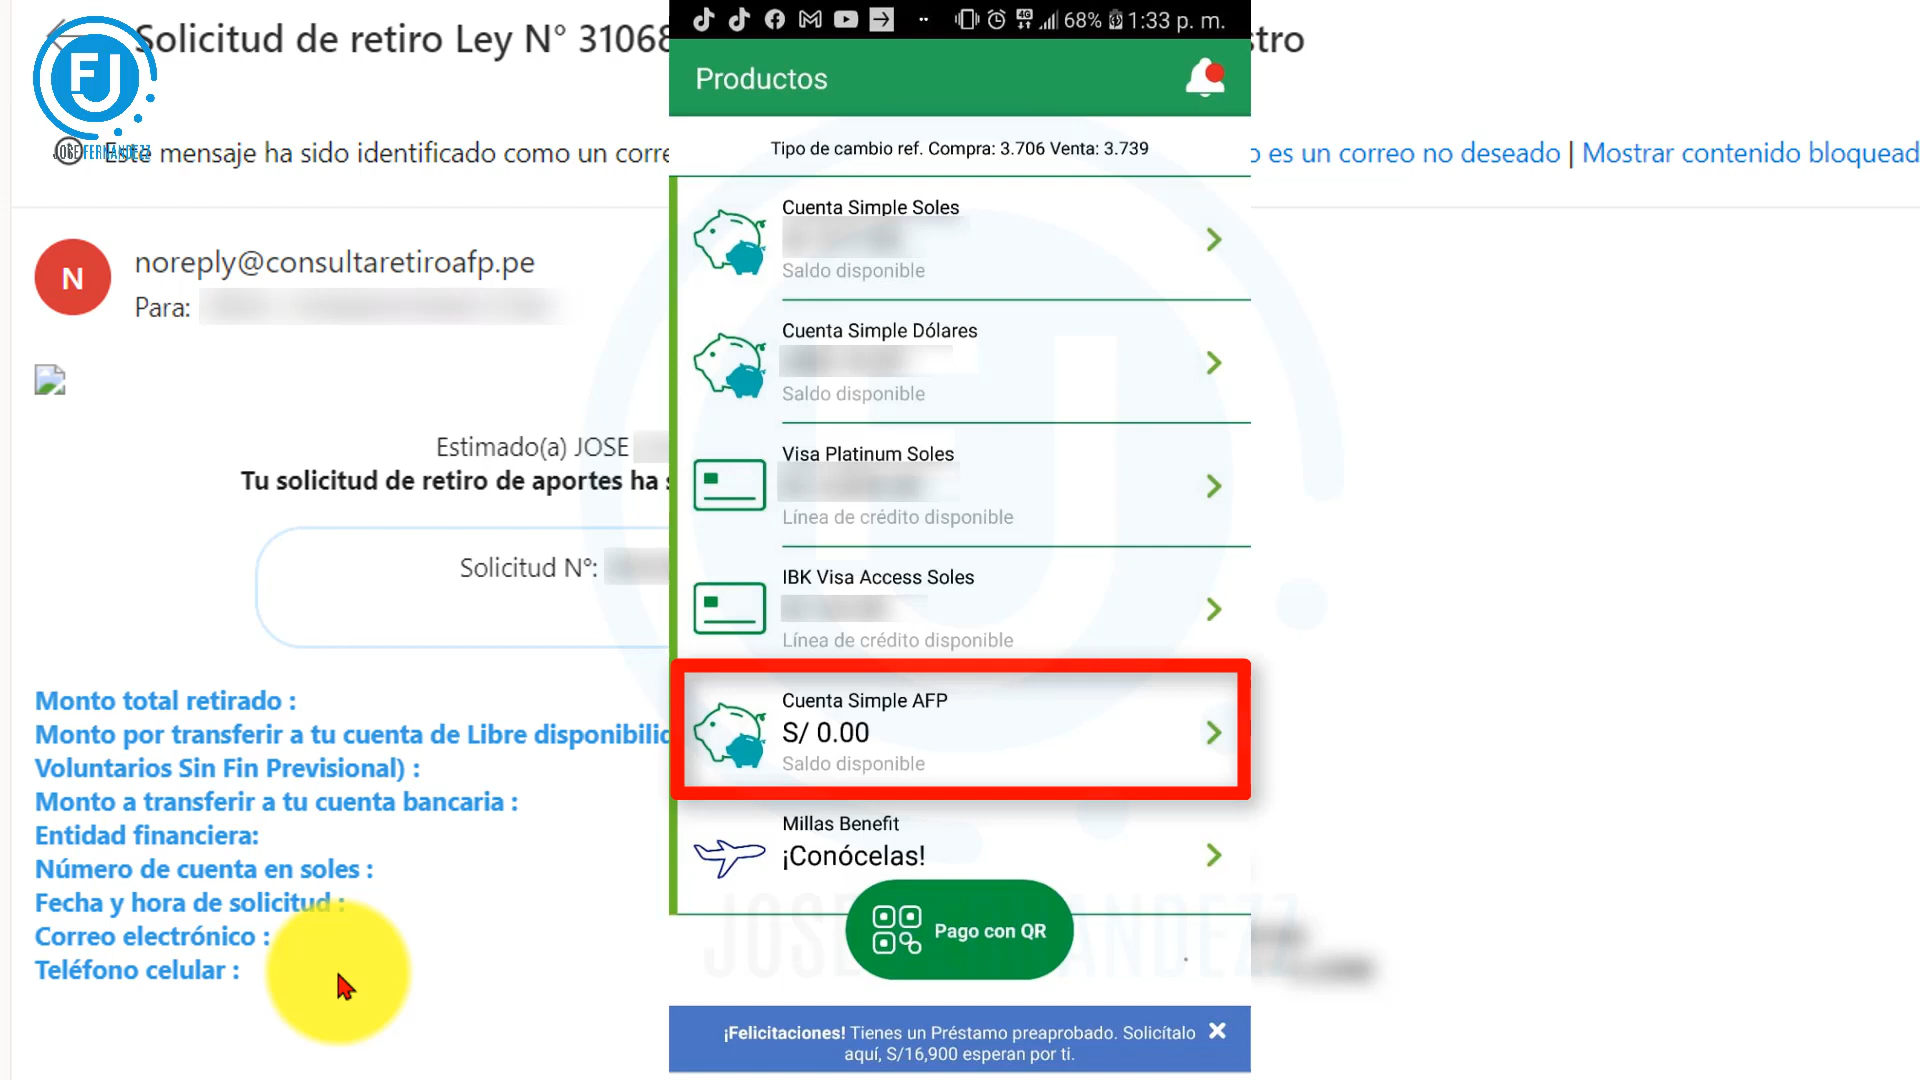 Solicitud de retiro Ley N° 31068
tro
FJ
JOSE FERNANDEZZ
Este mensaje ha sido identificado como un corre
o es un correo no deseado | Mostrar contenido bloquead
N
noreply@consultaretiroafp.pe
Para:
Estimado(a) JOSE
Tu solicitud de retiro de aportes ha s
Solicitud N°:
Monto total retirado :
Monto por transferir a tu cuenta de Libre disponibilid
Voluntarios Sin Fin Previsional) :
Monto a transferir a tu cuenta bancaria :
Entidad financiera:
Número de cuenta en soles :
Fecha y hora de solicitud :
Correo electrónico :
Teléfono celular :
4G 68% 1:33 p. m.
Productos
Tipo de cambio ref. Compra: 3.706 Venta: 3.739
Cuenta Simple Soles
Saldo disponible
Cuenta Simple Dólares
Saldo disponible
Visa Platinum Soles
Línea de crédito disponible
IBK Visa Access Soles
Línea de crédito disponible
Cuenta Simple AFP
S/ 0.00
Saldo disponible
Millas Benefit
¡Conócelas!
Pago con QR
JOSE FERNANDEZZ
¡Felicitaciones! Tienes un Préstamo preaprobado. Solicítalo
aquí, S/16,900 esperan por ti.